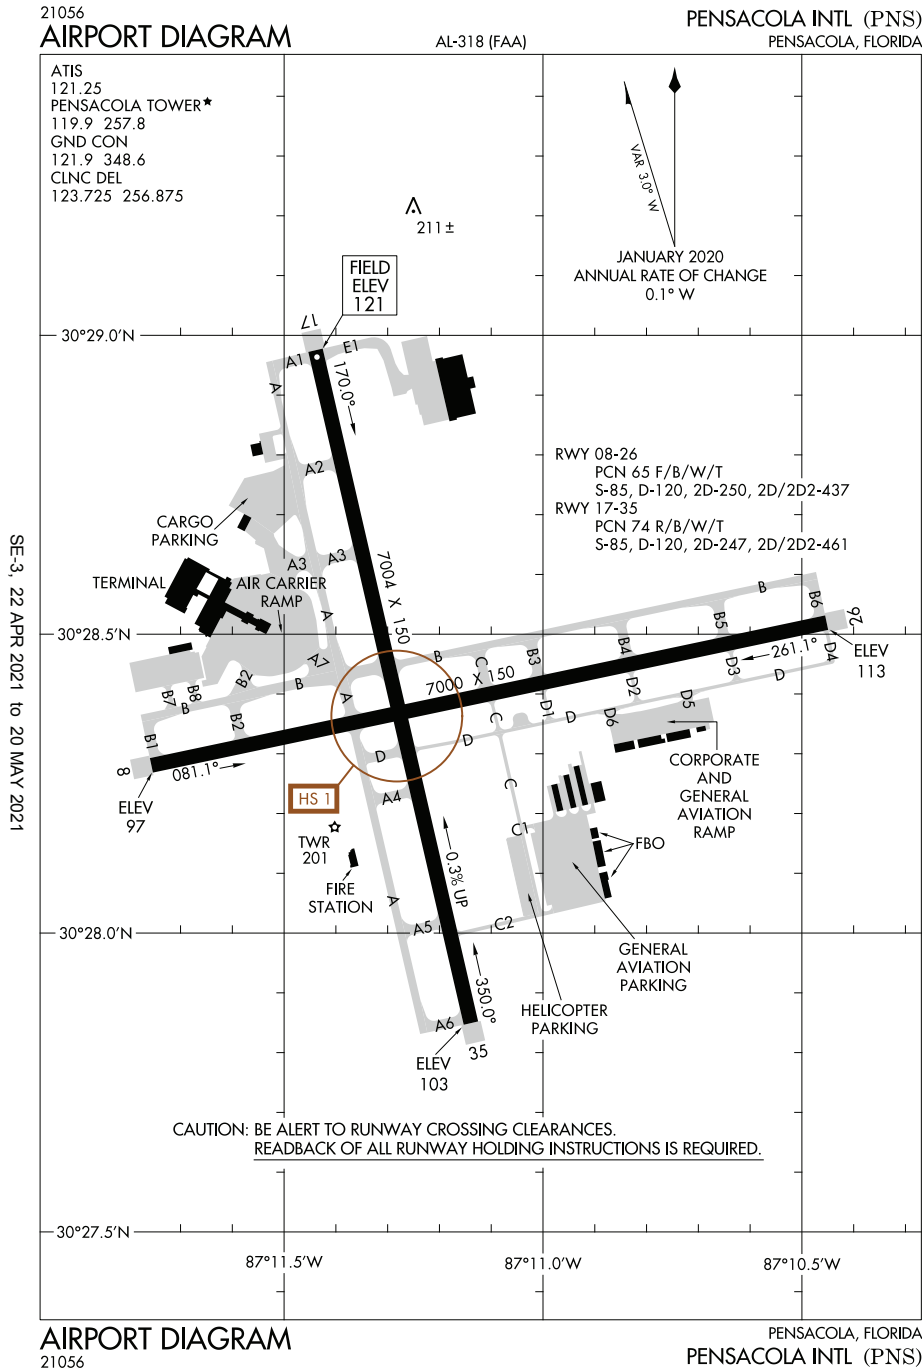 21056
AIRPORT DIAGRAM
AL-318 (FAA)
PENSACOLA INTL (PNS)
PENSACOLA, FLORIDA
ATIS
121.25
PENSACOLA TOWER★
119.9 257.8
GND CON
121.9 348.6
CLNC DEL
123.725 256.875
VAR 3.0° W
JANUARY 2020
ANNUAL RATE OF CHANGE
0.1° W
211±
FIELD
ELEV
121
30°29.0'N
17
A1
E1
A
170.0°
A2
RWY 08-26
PCN 65 F/B/W/T
S-85, D-120, 2D-250, 2D/2D2-437
RWY 17-35
PCN 74 R/B/W/T
S-85, D-120, 2D-247, 2D/2D2-461
CARGO
PARKING
A3
A3
7004 X 150
TERMINAL
AIR CARRIER
RAMP
A
B
B6
26
30°28.5'N
B5
B4
B3
B
C
A7
ELEV
113
261.1°
D4
D3
D
7000 X 150
B
B2
B8
B7
B
B2
B1
A
D2
D5
D1
D
D6
C
D
D
8
081.1°
ELEV
97
HS 1
A4
C
C1
CORPORATE
AND
GENERAL
AVIATION
RAMP
TWR
201
FIRE
STATION
0.3% UP
FBO
A
A5
C2
30°28.0'N
GENERAL
AVIATION
PARKING
350.0°
HELICOPTER
PARKING
A6
35
ELEV
103
CAUTION: BE ALERT TO RUNWAY CROSSING CLEARANCES.
READBACK OF ALL RUNWAY HOLDING INSTRUCTIONS IS REQUIRED.
30°27.5'N
87°11.5'W
87°11.0'W
87°10.5'W
SE-3, 22 APR 2021 to 20 MAY 2021
AIRPORT DIAGRAM
21056
PENSACOLA, FLORIDA
PENSACOLA INTL (PNS)